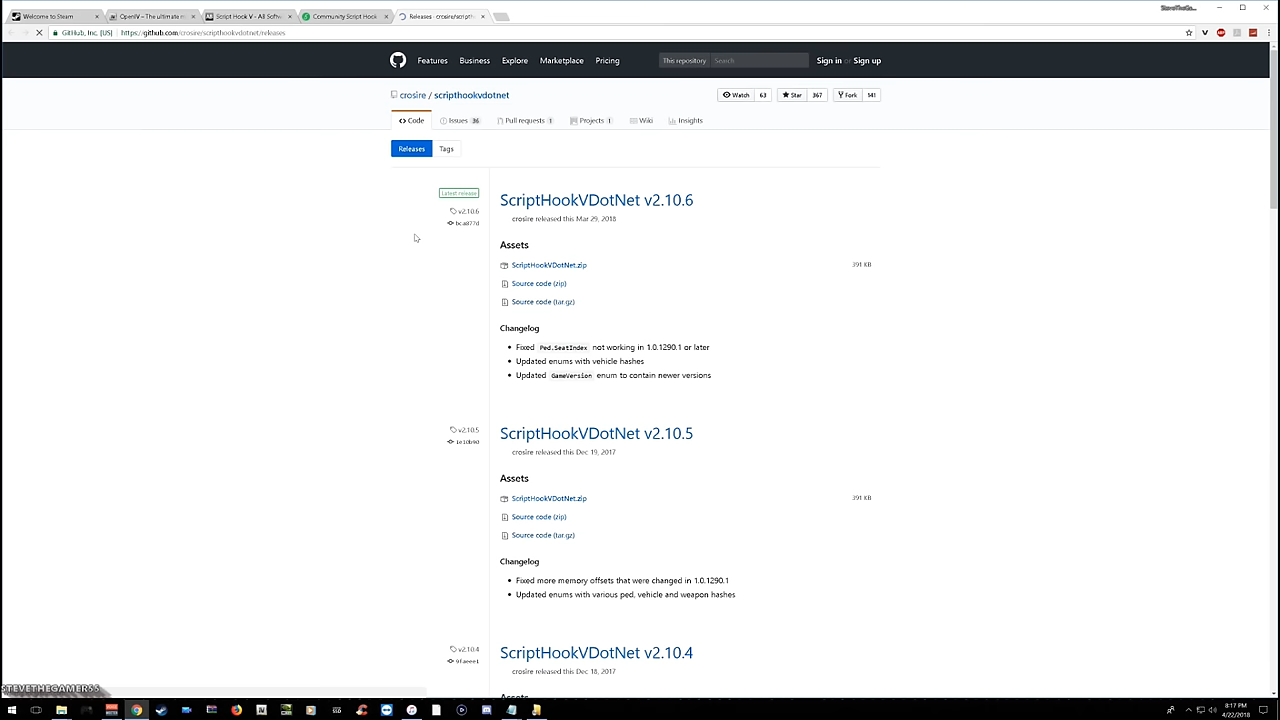 Welcome to Steam
OpenIV – The ultimate m
Script Hook V - All Softw
Community Script Hook
Releases · crosire/scripth
GitHub, Inc. [US]
https://github.com/crosire/scripthookvdotnet/releases
Features
Business
Explore
Marketplace
Pricing
This repository
Search
Sign in or Sign up
crosire / scripthookvdotnet
Watch 63
Star 367
Fork 141
Code
Issues 36
Pull requests 1
Projects 1
Wiki
Insights
Releases
Tags
Latest release
v2.10.6
bca877d
ScriptHookVDotNet v2.10.6
crosire released this Mar 29, 2018
Assets
ScriptHookVDotNet.zip 391 KB
Source code (zip)
Source code (tar.gz)
Changelog
Fixed Ped.SeatIndex not working in 1.0.1290.1 or later
Updated enums with vehicle hashes
Updated GameVersion enum to contain newer versions
v2.10.5
1e10b90
ScriptHookVDotNet v2.10.5
crosire released this Dec 19, 2017
Assets
ScriptHookVDotNet.zip 391 KB
Source code (zip)
Source code (tar.gz)
Changelog
Fixed more memory offsets that were changed in 1.0.1290.1
Updated enums with various ped, vehicle and weapon hashes
v2.10.4
9faeee1
ScriptHookVDotNet v2.10.4
crosire released this Dec 18, 2017
Assets
STEVETHEGAMER55
8:17 PM
4/22/2018